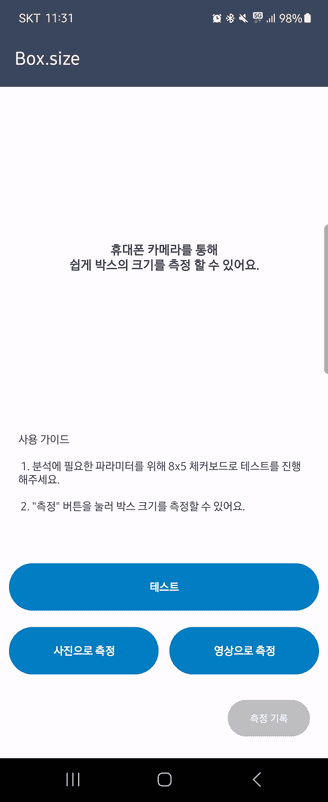 SKT 11:31
5G
98%
Box.size
휴대폰 카메라를 통해
쉽게 박스의 크기를 측정 할 수 있어요.
사용 가이드
1. 분석에 필요한 파라미터를 위해 8x5 체커보드로 테스트를 진행
해주세요.
2. "측정" 버튼을 눌러 박스 크기를 측정할 수 있어요.
테스트
사진으로 측정
영상으로 측정
측정 기록